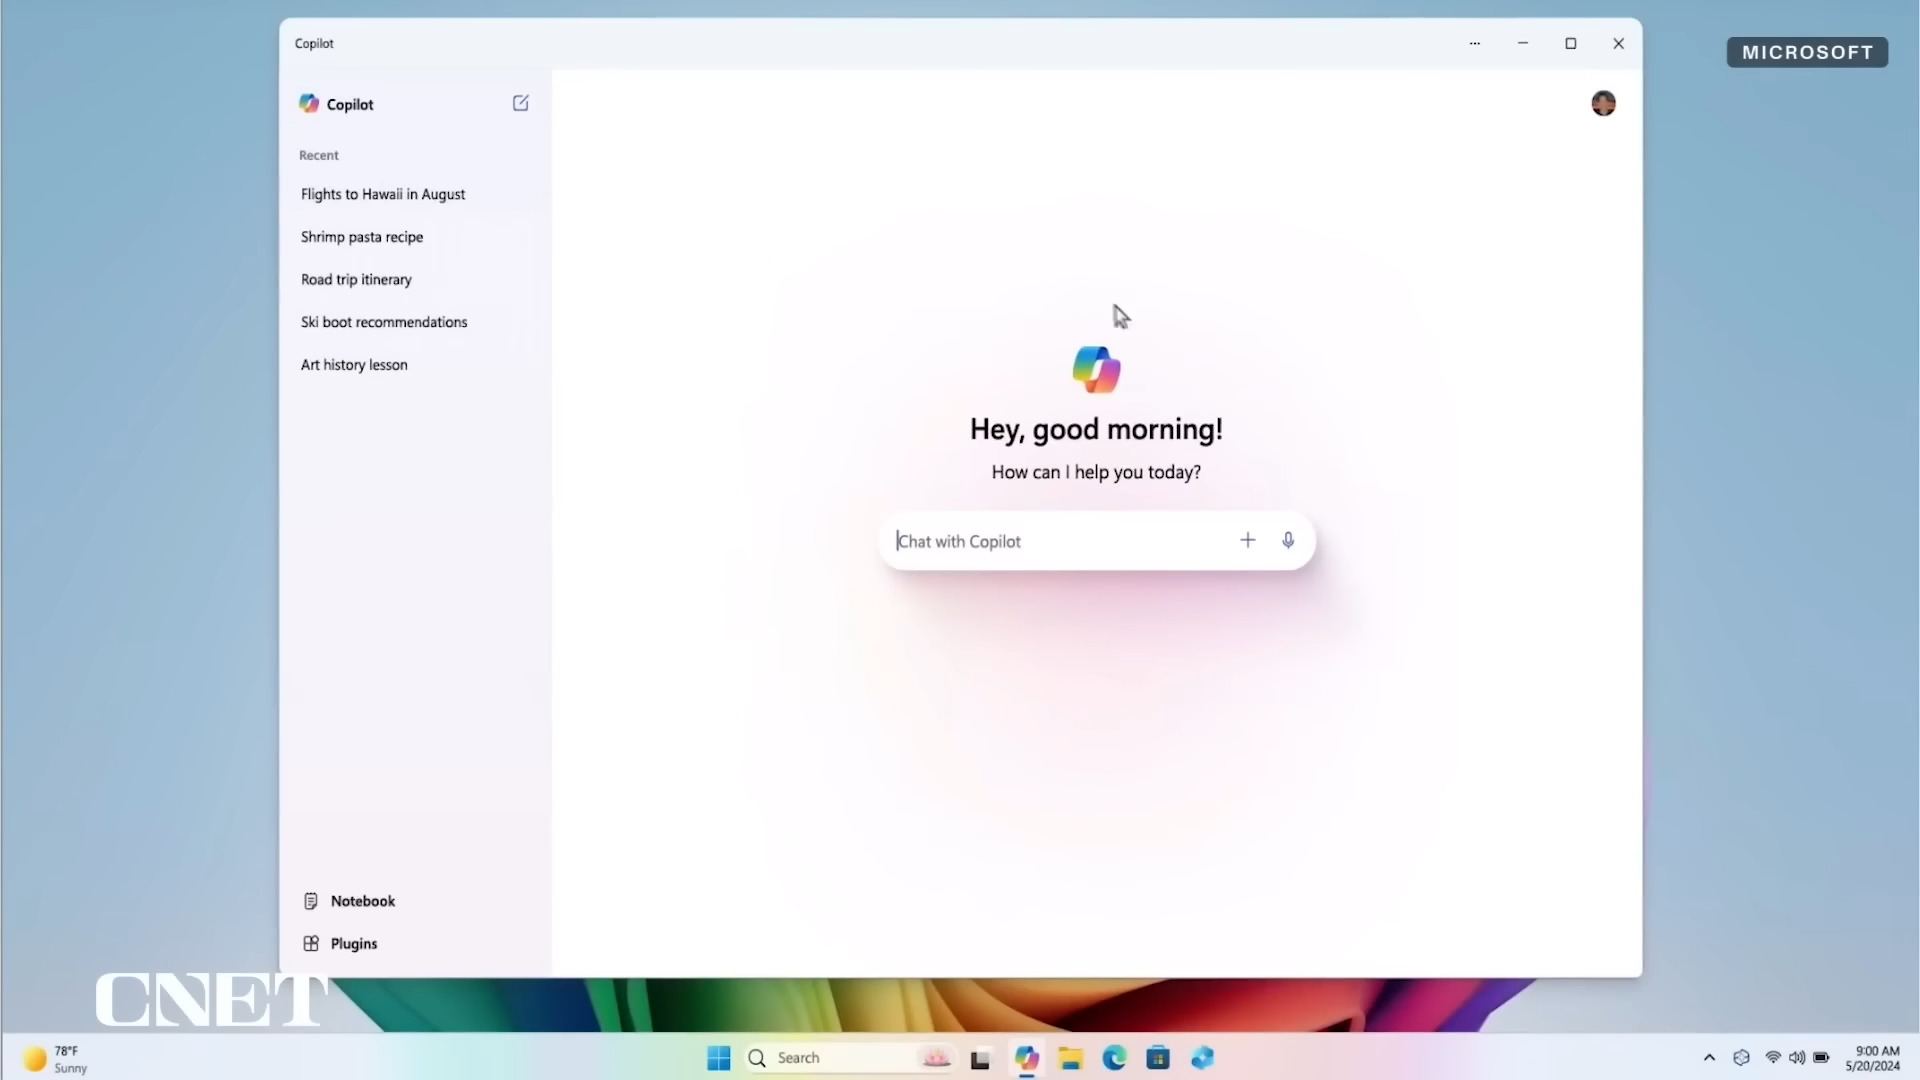 Copilot
MICROSOFT
Copilot
Recent
Flights to Hawaii in August
Shrimp pasta recipe
Road trip itinerary
Ski boot recommendations
Art history lesson
Hey, good morning!
How can I help you today?
Chat with Copilot
Notebook
Plugins
CNET
78°F
Sunny
Search
9:00 AM
5/20/2024